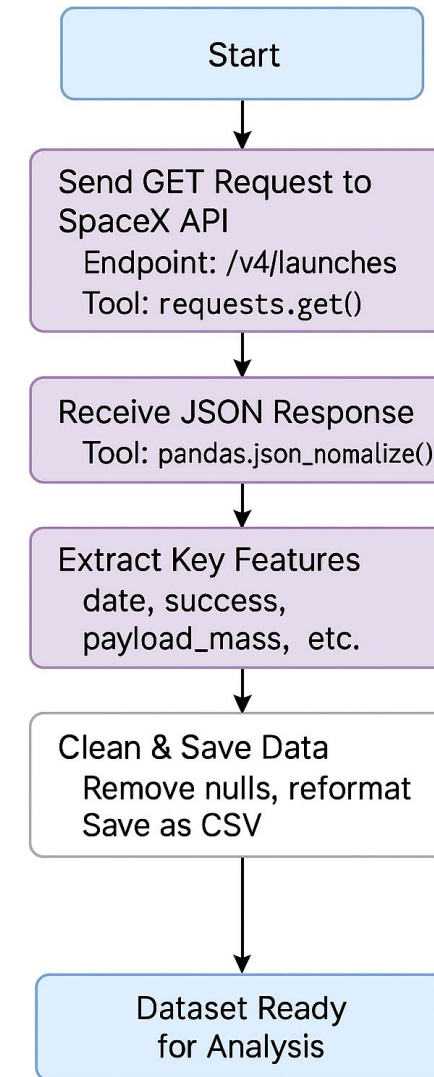 Start
Send GET Request to
SpaceX API
Endpoint: /v4/launches
Tool: requests.get()
Receive JSON Response
Tool: pandas.json_nomalize()
Extract Key Features
date, success,
payload_mass, etc.
Clean & Save Data
Remove nulls, reformat
Save as CSV
Dataset Ready
for Analysis